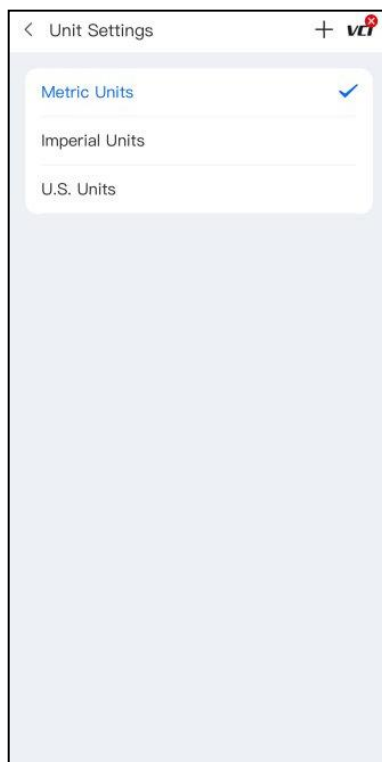 Unit Settings
VCI
Metric Units
Imperial Units
U.S. Units